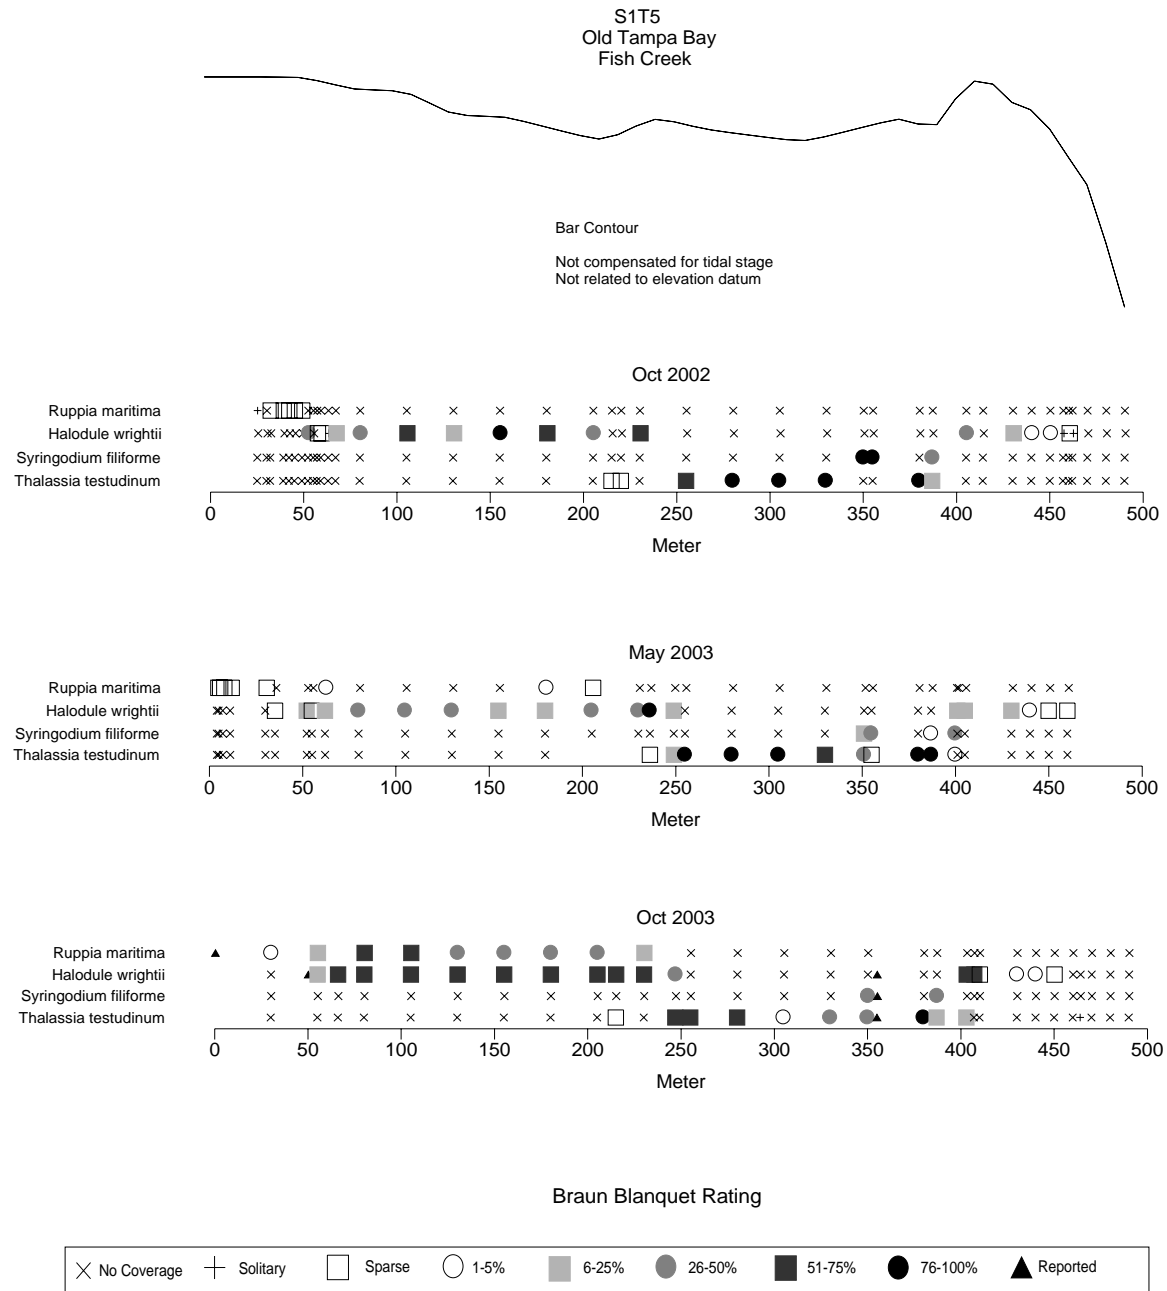 S1T5
Old Tampa Bay
Fish Creek
Bar Contour
Not compensated for tidal stage
Not related to elevation datum
Oct 2002
Ruppia maritima
Halodule wrightii
Syringodium filiforme
Thalassia testudinum
0 50 100 150 200 250 300 350 400 450 500
Meter
May 2003
Ruppia maritima
Halodule wrightii
Syringodium filiforme
Thalassia testudinum
0 50 100 150 200 250 300 350 400 450 500
Meter
Oct 2003
Ruppia maritima
Halodule wrightii
Syringodium filiforme
Thalassia testudinum
0 50 100 150 200 250 300 350 400 450 500
Meter
Braun Blanquet Rating
No Coverage Solitary Sparse 1-5% 6-25% 26-50% 51-75% 76-100% Reported